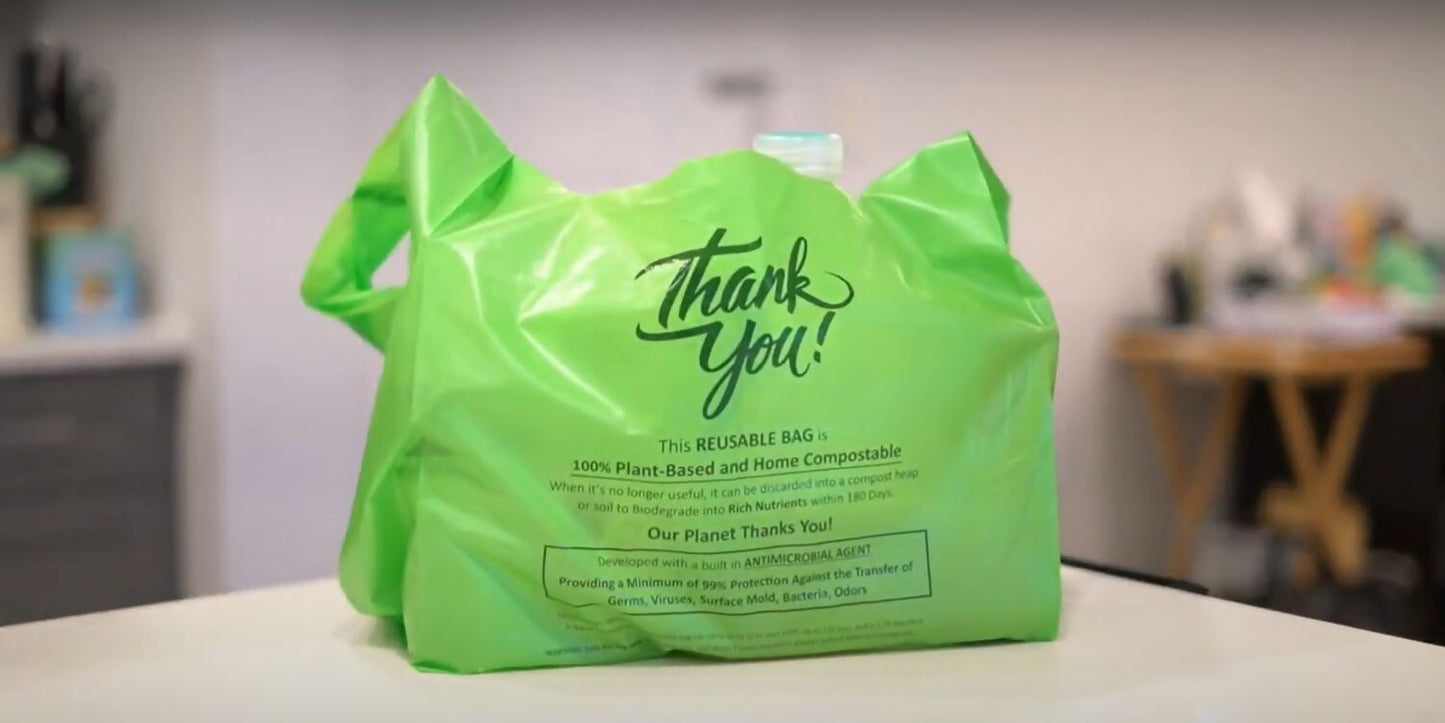 Thank
You!
This REUSABLE BAG is
100% Plant-Based and Home Compostable
When it's no longer useful, it can be discarded into a compost heap
or soil to Biodegrade into Rich Nutrients within 180 Days.
Our Planet Thanks You!
Developed with a built in ANTIMICROBIAL AGENT
Providing a Minimum of 99% Protection Against the Transfer of
Germs, Viruses, Surface Mold, Bacteria, Odors